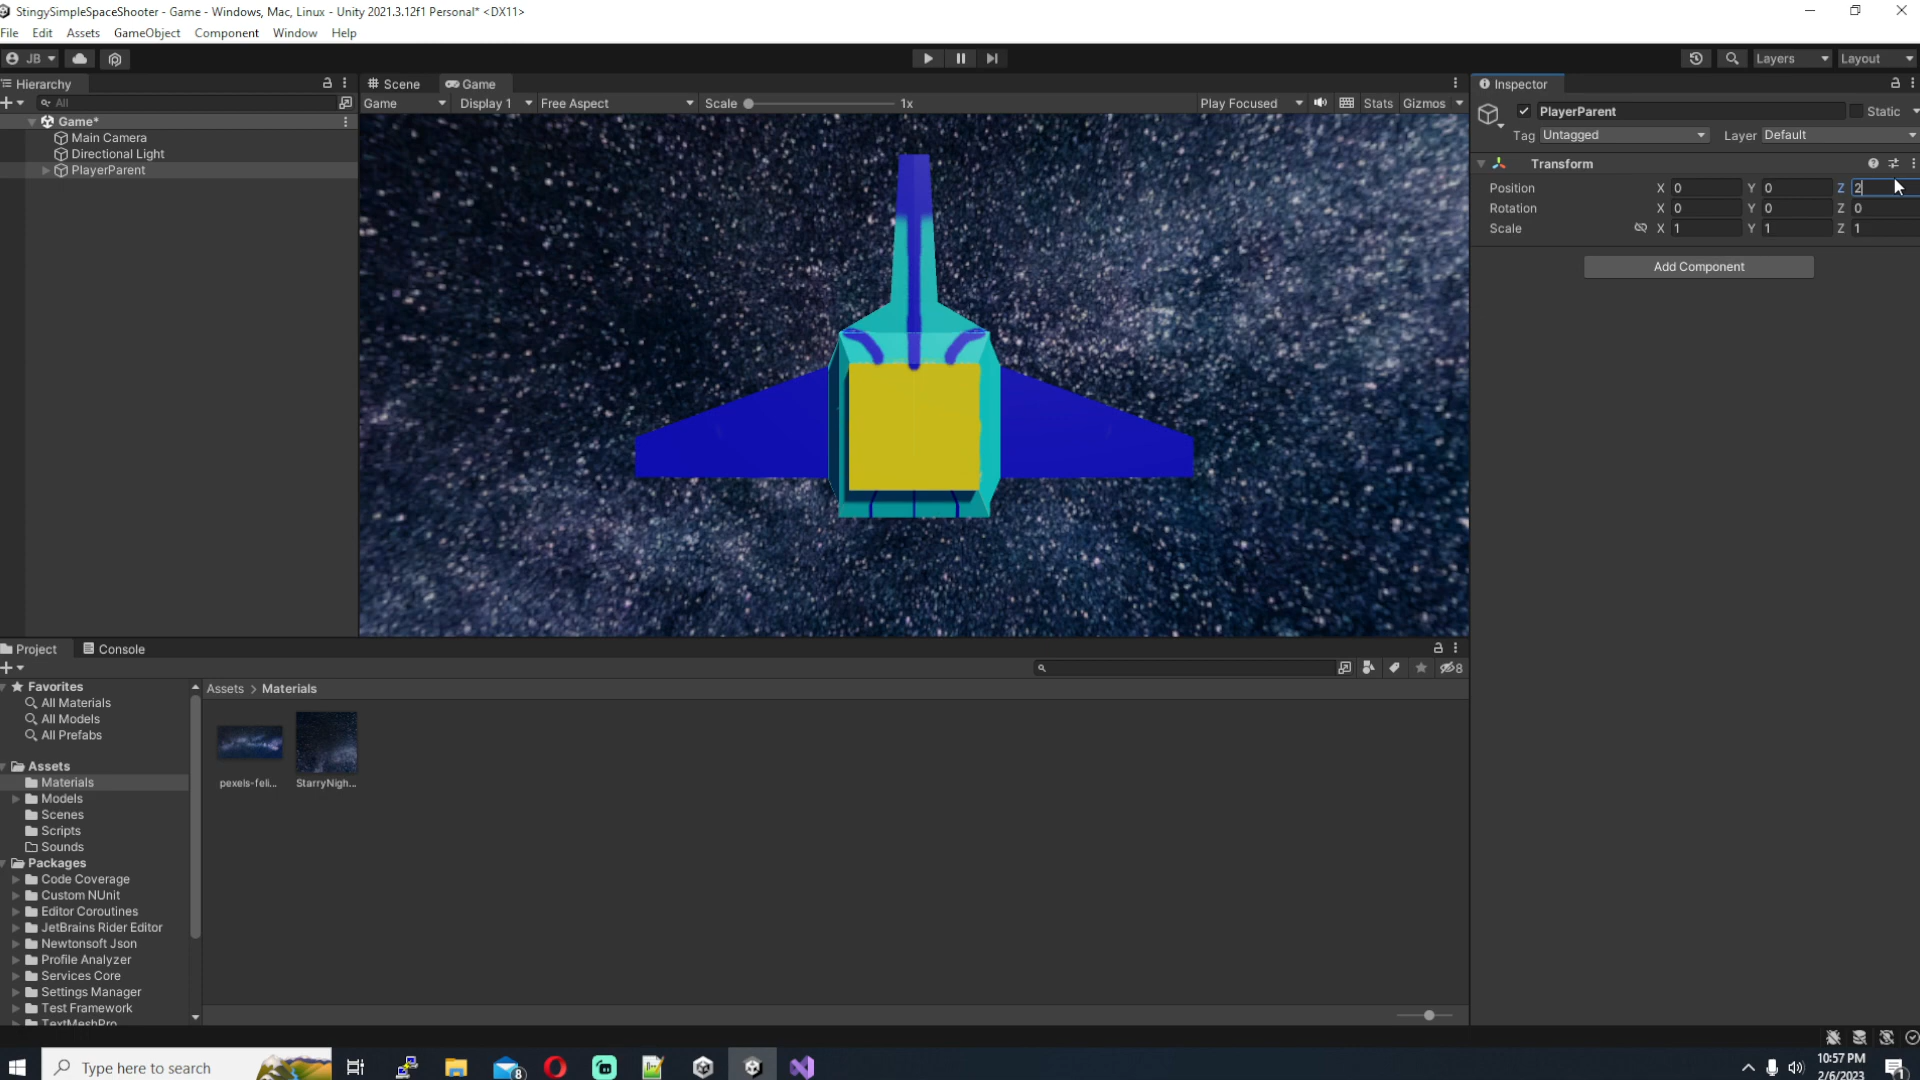 StingySimpleSpaceShooter - Game - Windows, Mac, Linux - Unity 2021.3.12f1 Personal* <DX11>
File Edit Assets GameObject Component Window Help
JB Layers Layout
Hierarchy
All
Game*
Main Camera
Directional Light
PlayerParent
Scene Game
Game Display 1 Free Aspect Scale 1x Play Focused Stats Gizmos
Inspector
PlayerParent Static
Tag Untagged Layer Default
Transform
Position X 0 Y 0 Z 2
Rotation X 0 Y 0 Z 0
Scale X 1 Y 1 Z 1
Add Component
Project Console
8
Favorites
All Materials
All Models
All Prefabs
Assets
Materials
Models
Scenes
Scripts
Sounds
Packages
Code Coverage
Custom NUnit
Editor Coroutines
JetBrains Rider Editor
Newtonsoft Json
Profile Analyzer
Services Core
Settings Manager
Test Framework
TextMeshPro
Assets > Materials
pexels-feli...
StarryNigh...
Type here to search
8
10:57 PM
2/6/2023
1